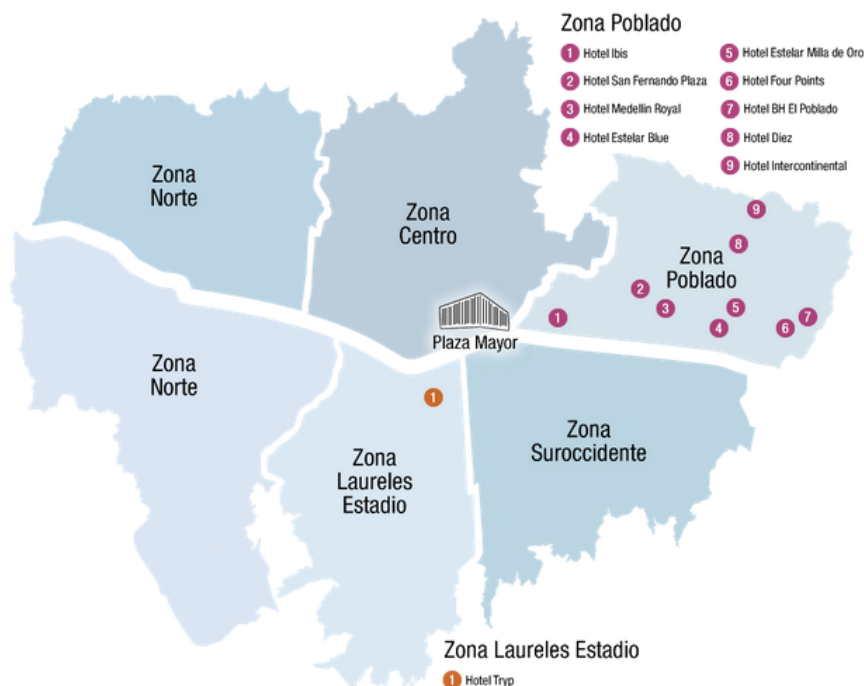 Zona Poblado
1 Hotel Ibis
2 Hotel San Fernando Plaza
3 Hotel Medellín Royal
4 Hotel Estelar Blue
5 Hotel Estelar Milla de Oro
6 Hotel Four Points
7 Hotel BH El Poblado
8 Hotel Diez
9 Hotel Intercontinental
Zona
Norte
Zona
Centro
Zona
Poblado
9
8
2
3
5
1
4
6
7
Plaza Mayor
Zona
Norte
1
Zona
Laureles
Estadio
Zona
Suroccidente
Zona Laureles Estadio
1 Hotel Tryp